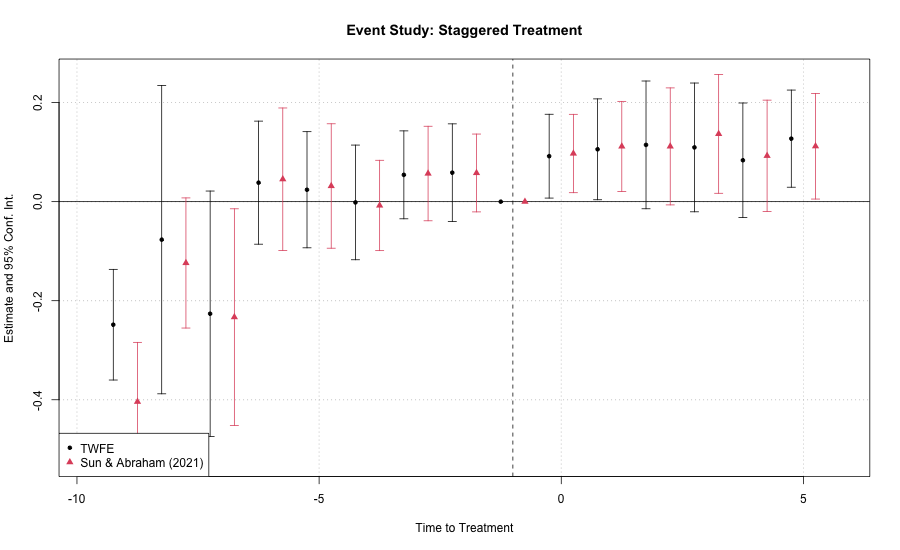 Event Study: Staggered Treatment
Estimate and 95% Conf. Int.
0.2
0.0
-0.2
-0.4
TWFE
Sun & Abraham (2021)
-10
-5
0
5
Time to Treatment